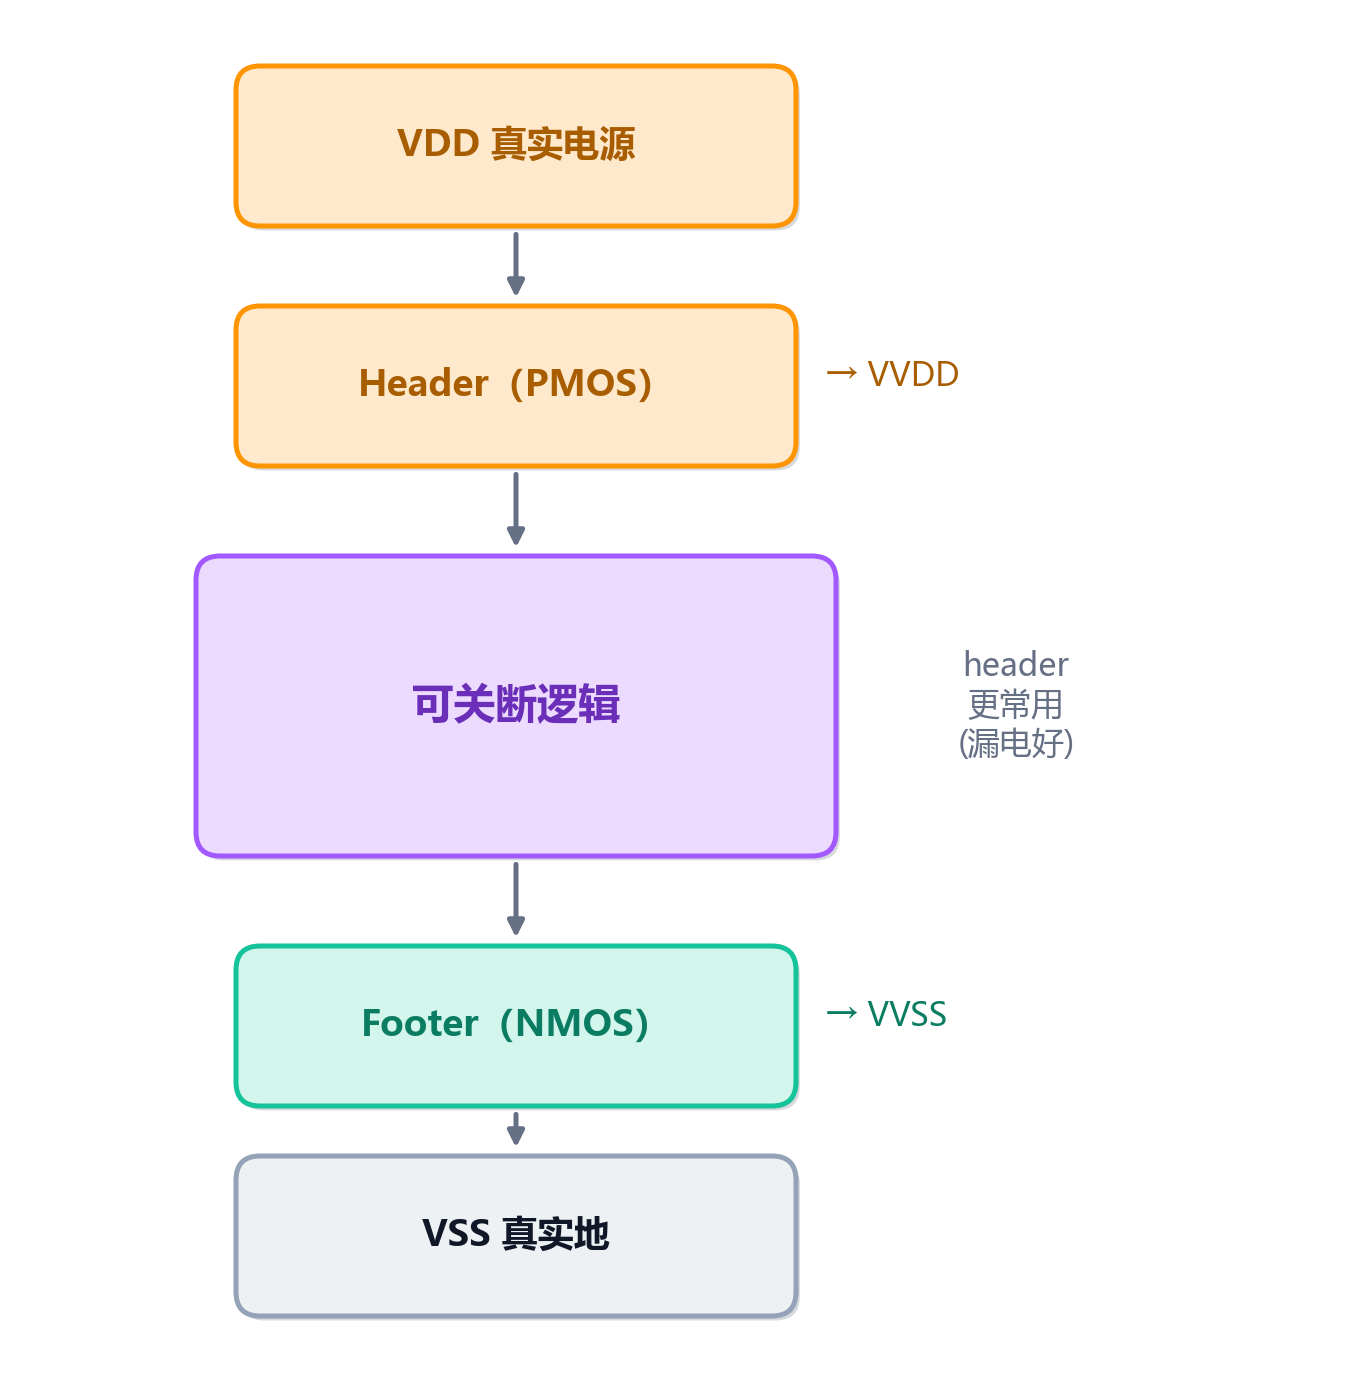 VDD 真实电源
Header（PMOS）
→ VVDD
可关断逻辑
header
更常用
(漏电好)
Footer（NMOS）
→ VVSS
VSS 真实地